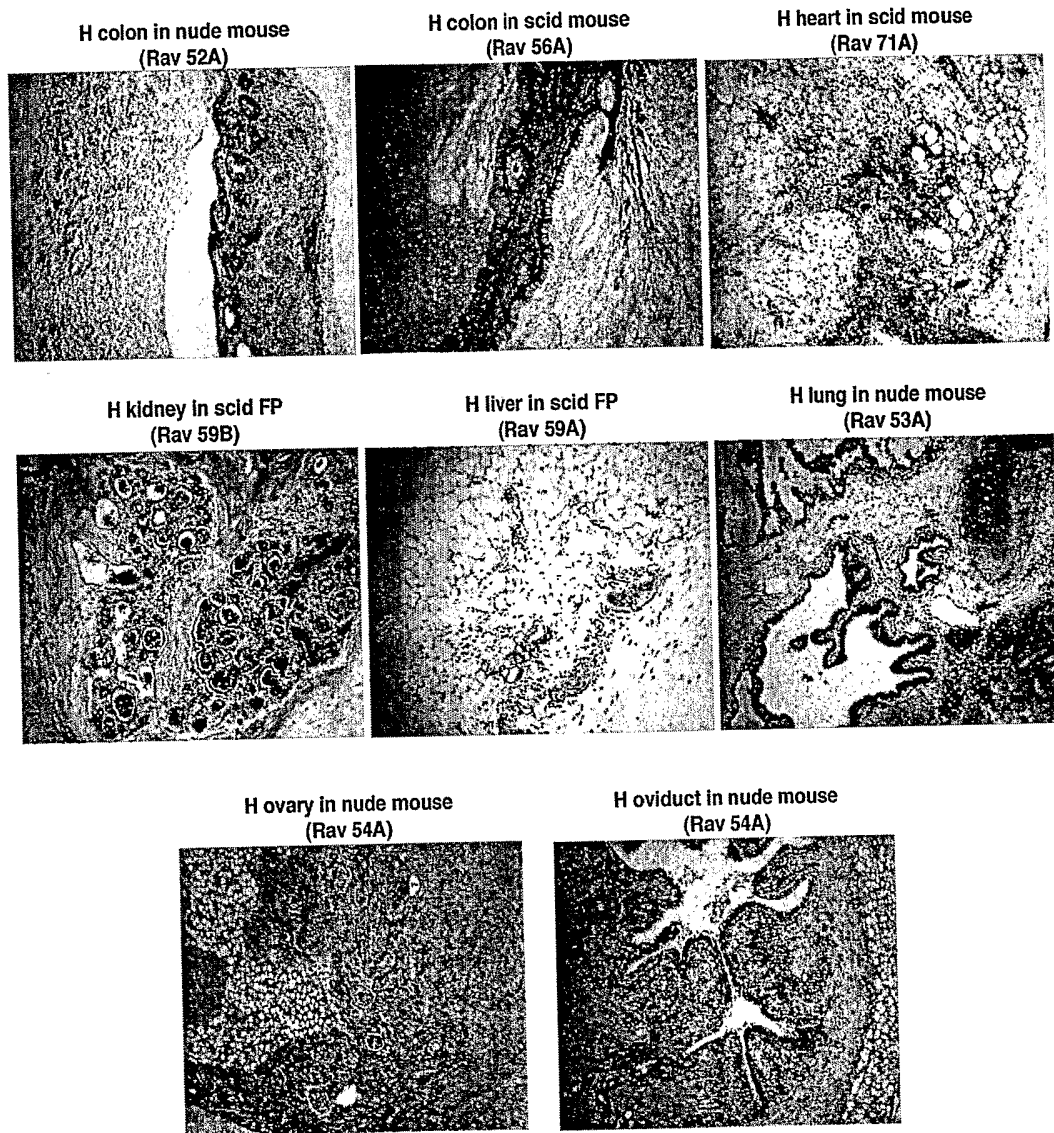 H colon in nude mouse
(Rav 52A)
H colon in scid mouse
(Rav 56A)
H heart in scid mouse
(Rav 71A)
H kidney in scid FP
(Rav 59B)
H liver in scid FP
(Rav 59A)
H lung in nude mouse
(Rav 53A)
H ovary in nude mouse
(Rav 54A)
H oviduct in nude mouse
(Rav 54A)